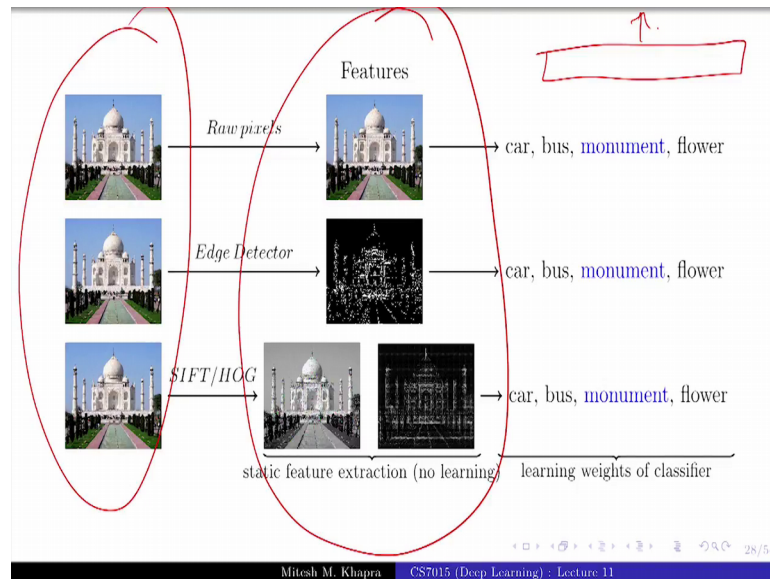 Features
Raw pixels
car, bus, monument, flower
Edge Detector
car, bus, monument, flower
SIFT/HOG
car, bus, monument, flower
static feature extraction (no learning)
learning weights of classifier
28/5
Mitesh M. Khapra
CS7015 (Deep Learning) : Lecture 11